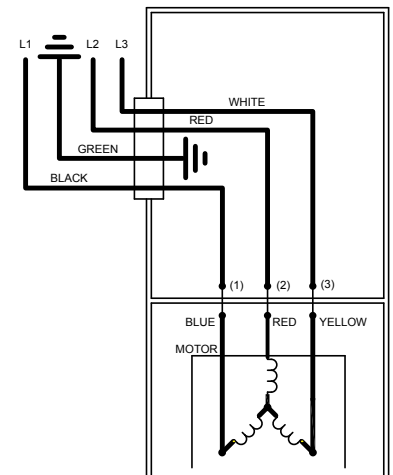 L1 L2 L3
WHITE
RED
GREEN
BLACK
(1) (2) (3)
BLUE RED YELLOW
MOTOR